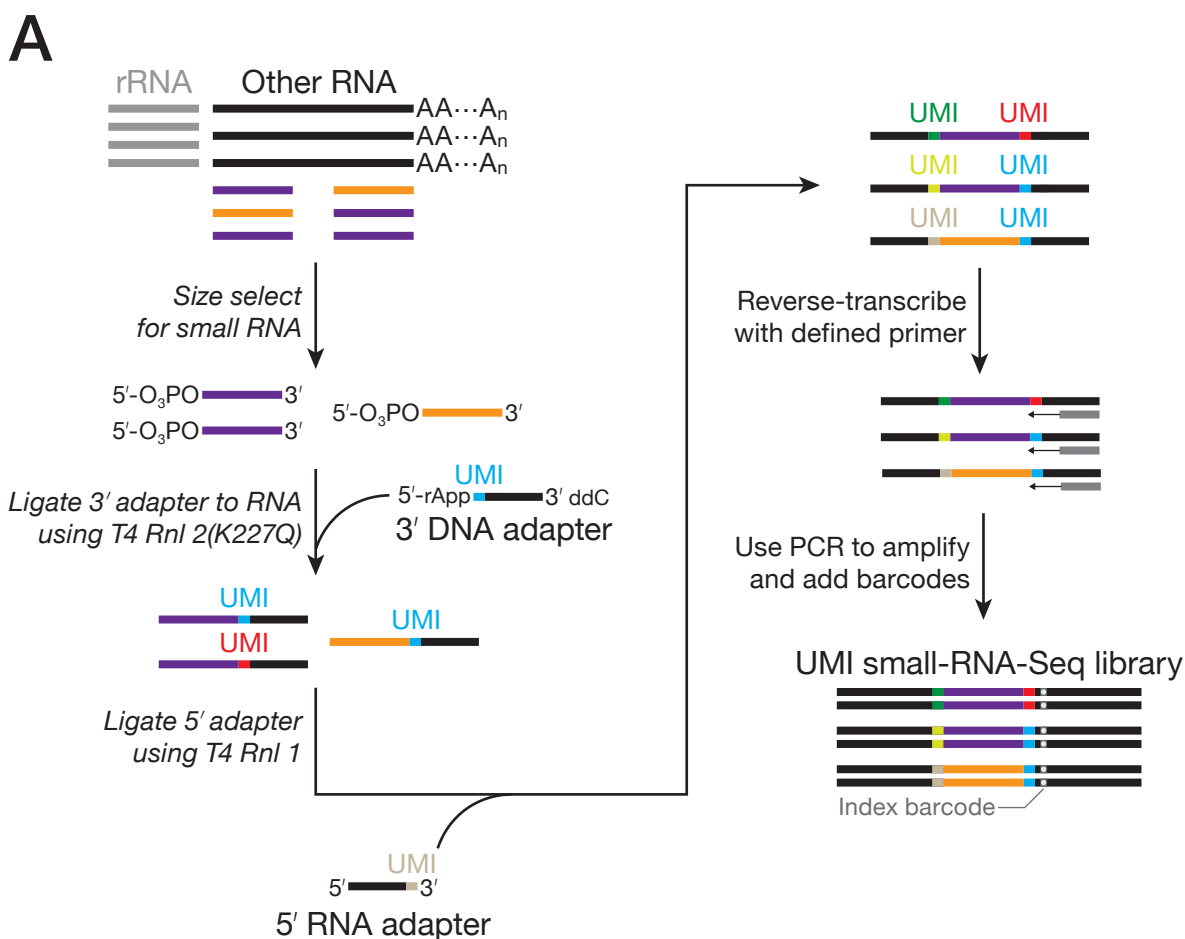 A
rRNA
Other RNA
AA···Aₙ
AA···Aₙ
AA···Aₙ
Size select
for small RNA
5′-O₃PO
3′
5′-O₃PO
3′
5′-O₃PO
3′
Ligate 3′ adapter to RNA
using T4 Rnl 2(K227Q)
UMI
5′-rApp
3′ ddC
3′ DNA adapter
UMI
UMI
UMI
Ligate 5′ adapter
using T4 Rnl 1
UMI
5′
3′
5′ RNA adapter
UMI
UMI
UMI
UMI
UMI
UMI
Reverse-transcribe
with defined primer
Use PCR to amplify
and add barcodes
UMI small-RNA-Seq library
Index barcode